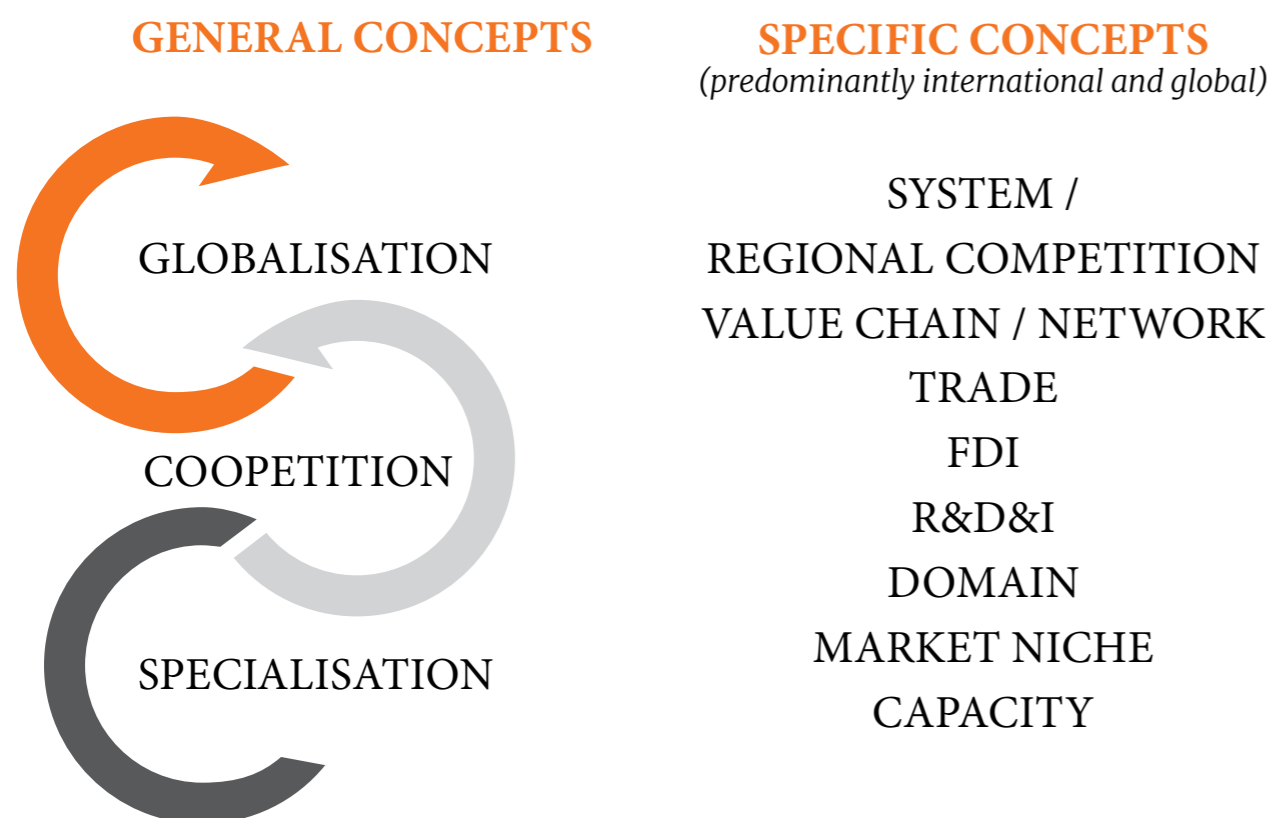 GENERAL CONCEPTS
GLOBALISATION
COOPETITION
SPECIALISATION
SPECIFIC CONCEPTS
(predominantly international and global)
SYSTEM /
REGIONAL COMPETITION
VALUE CHAIN / NETWORK
TRADE
FDI
R&D&I
DOMAIN
MARKET NICHE
CAPACITY